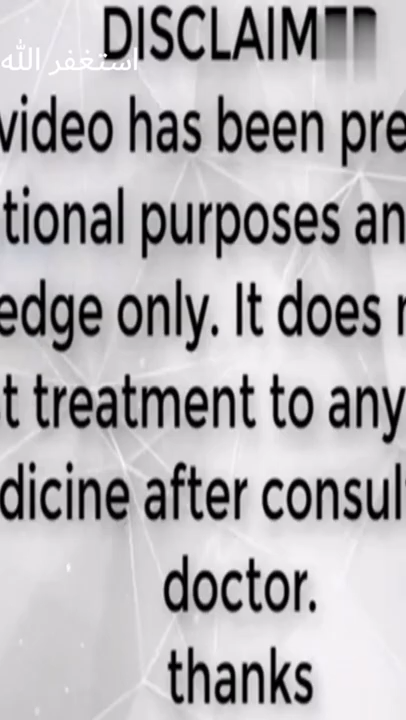 DISCLAIM
استغفر الله
video has been pre
tional purposes an
edge only. It does
t treatment to any
dicine after consul
doctor.
thanks